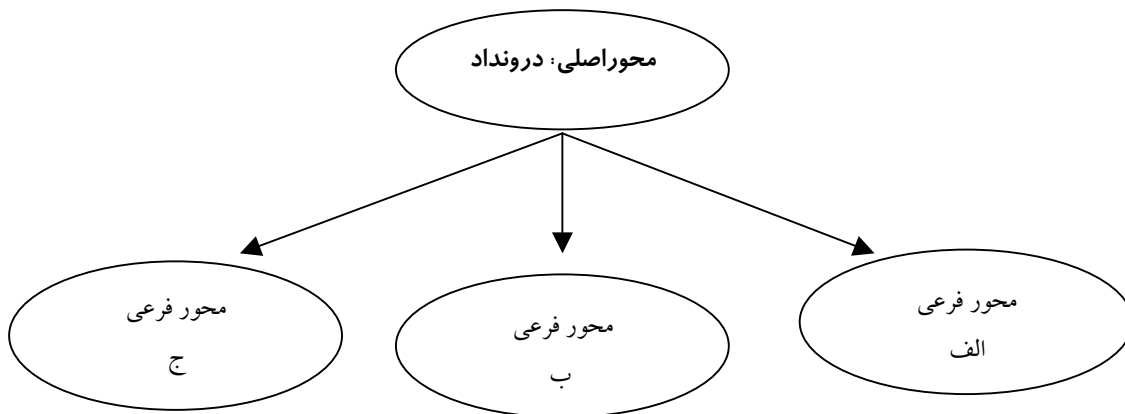 محوراصلی: درونداد
محور فرعی
الف
محور فرعی
ب
محور فرعی
ج